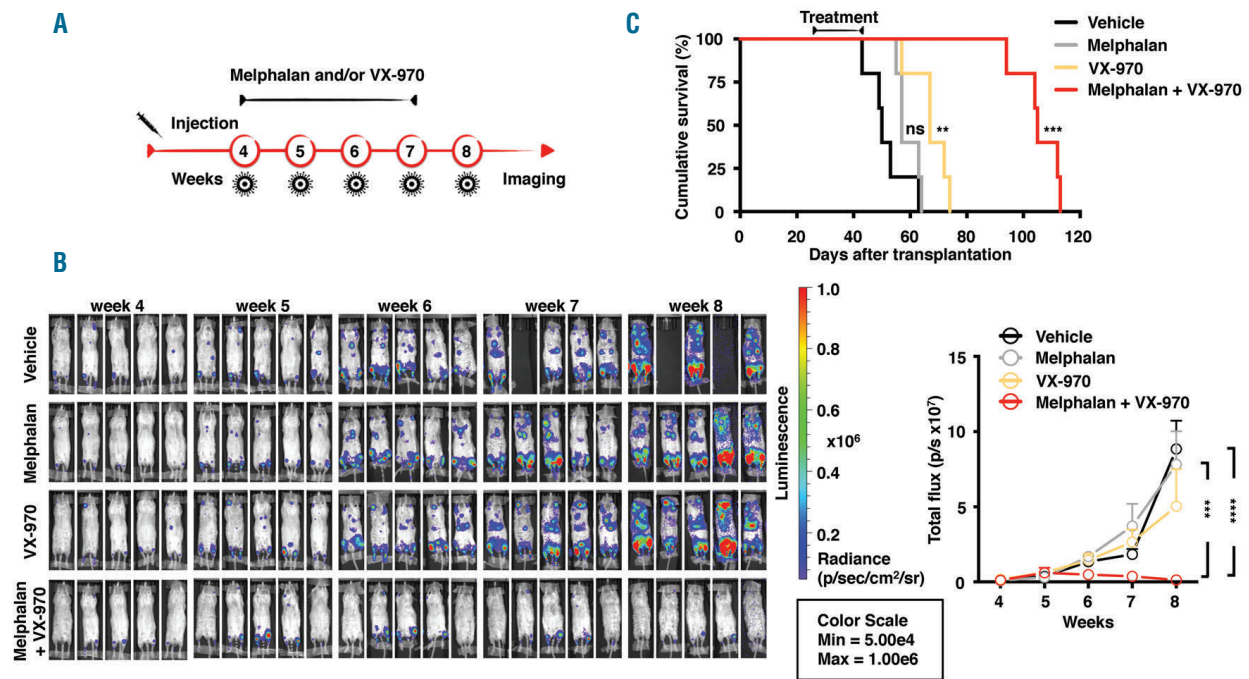 A
Melphalan and/or VX-970
Injection
4 5 6 7 8
Weeks
Imaging
C
Treatment
Vehicle
Melphalan
VX-970
Melphalan + VX-970
Cumulative survival (%)
100
75
50
25
0
ns
**
***
0 20 40 60 80 100 120
Days after transplantation
B
week 4 week 5 week 6 week 7 week 8
Vehicle
Melphalan
VX-970
Melphalan
+ VX-970
Luminescence
1.0
0.8
0.6
x10⁶
0.4
0.2
Radiance
(p/sec/cm²/sr)
Color Scale
Min = 5.00e4
Max = 1.00e6
Vehicle
Melphalan
VX-970
Melphalan + VX-970
Total flux (p/s x10⁷)
15
10
5
0
***
****
4 5 6 7 8
Weeks